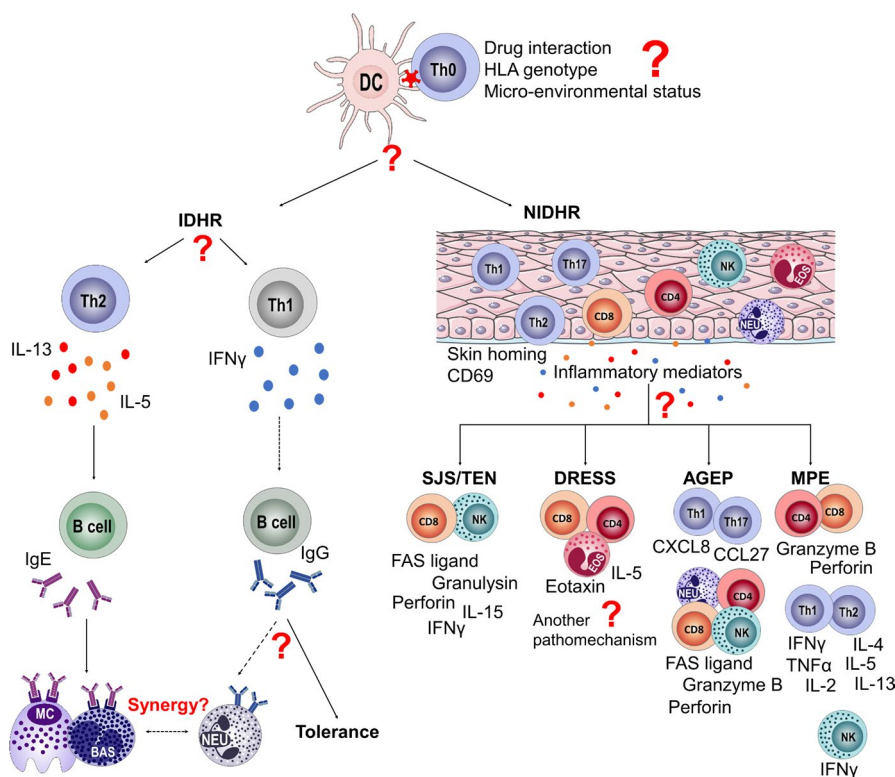 DC
Th0
Drug interaction
HLA genotype
Micro-environmental status
?
?
IDHR
?
Th2
Th1
IL-13
IL-5
IFNγ
B cell
B cell
IgE
IgG
?
MC
BAS
Synergy?
NEU
Tolerance
NIDHR
Th1
Th17
NK
EOS
CD4
CD8
Th2
NEU
Skin homing
CD69
Inflammatory mediators
?
SJS/TEN
CD8
NK
FAS ligand
Granulysin
Perforin
IL-15
IFNγ
DRESS
CD8
CD4
EOS
IL-5
Eotaxin
Another
pathomechanism
?
AGEP
Th1
Th17
CXCL8
CCL27
NEU
CD4
CD8
NK
FAS ligand
Granzyme B
Perforin
MPE
CD4
CD8
Granzyme B
Perforin
Th1
Th2
IFNγ
TNFα
IL-2
IL-4
IL-5
IL-13
NK
IFNγ